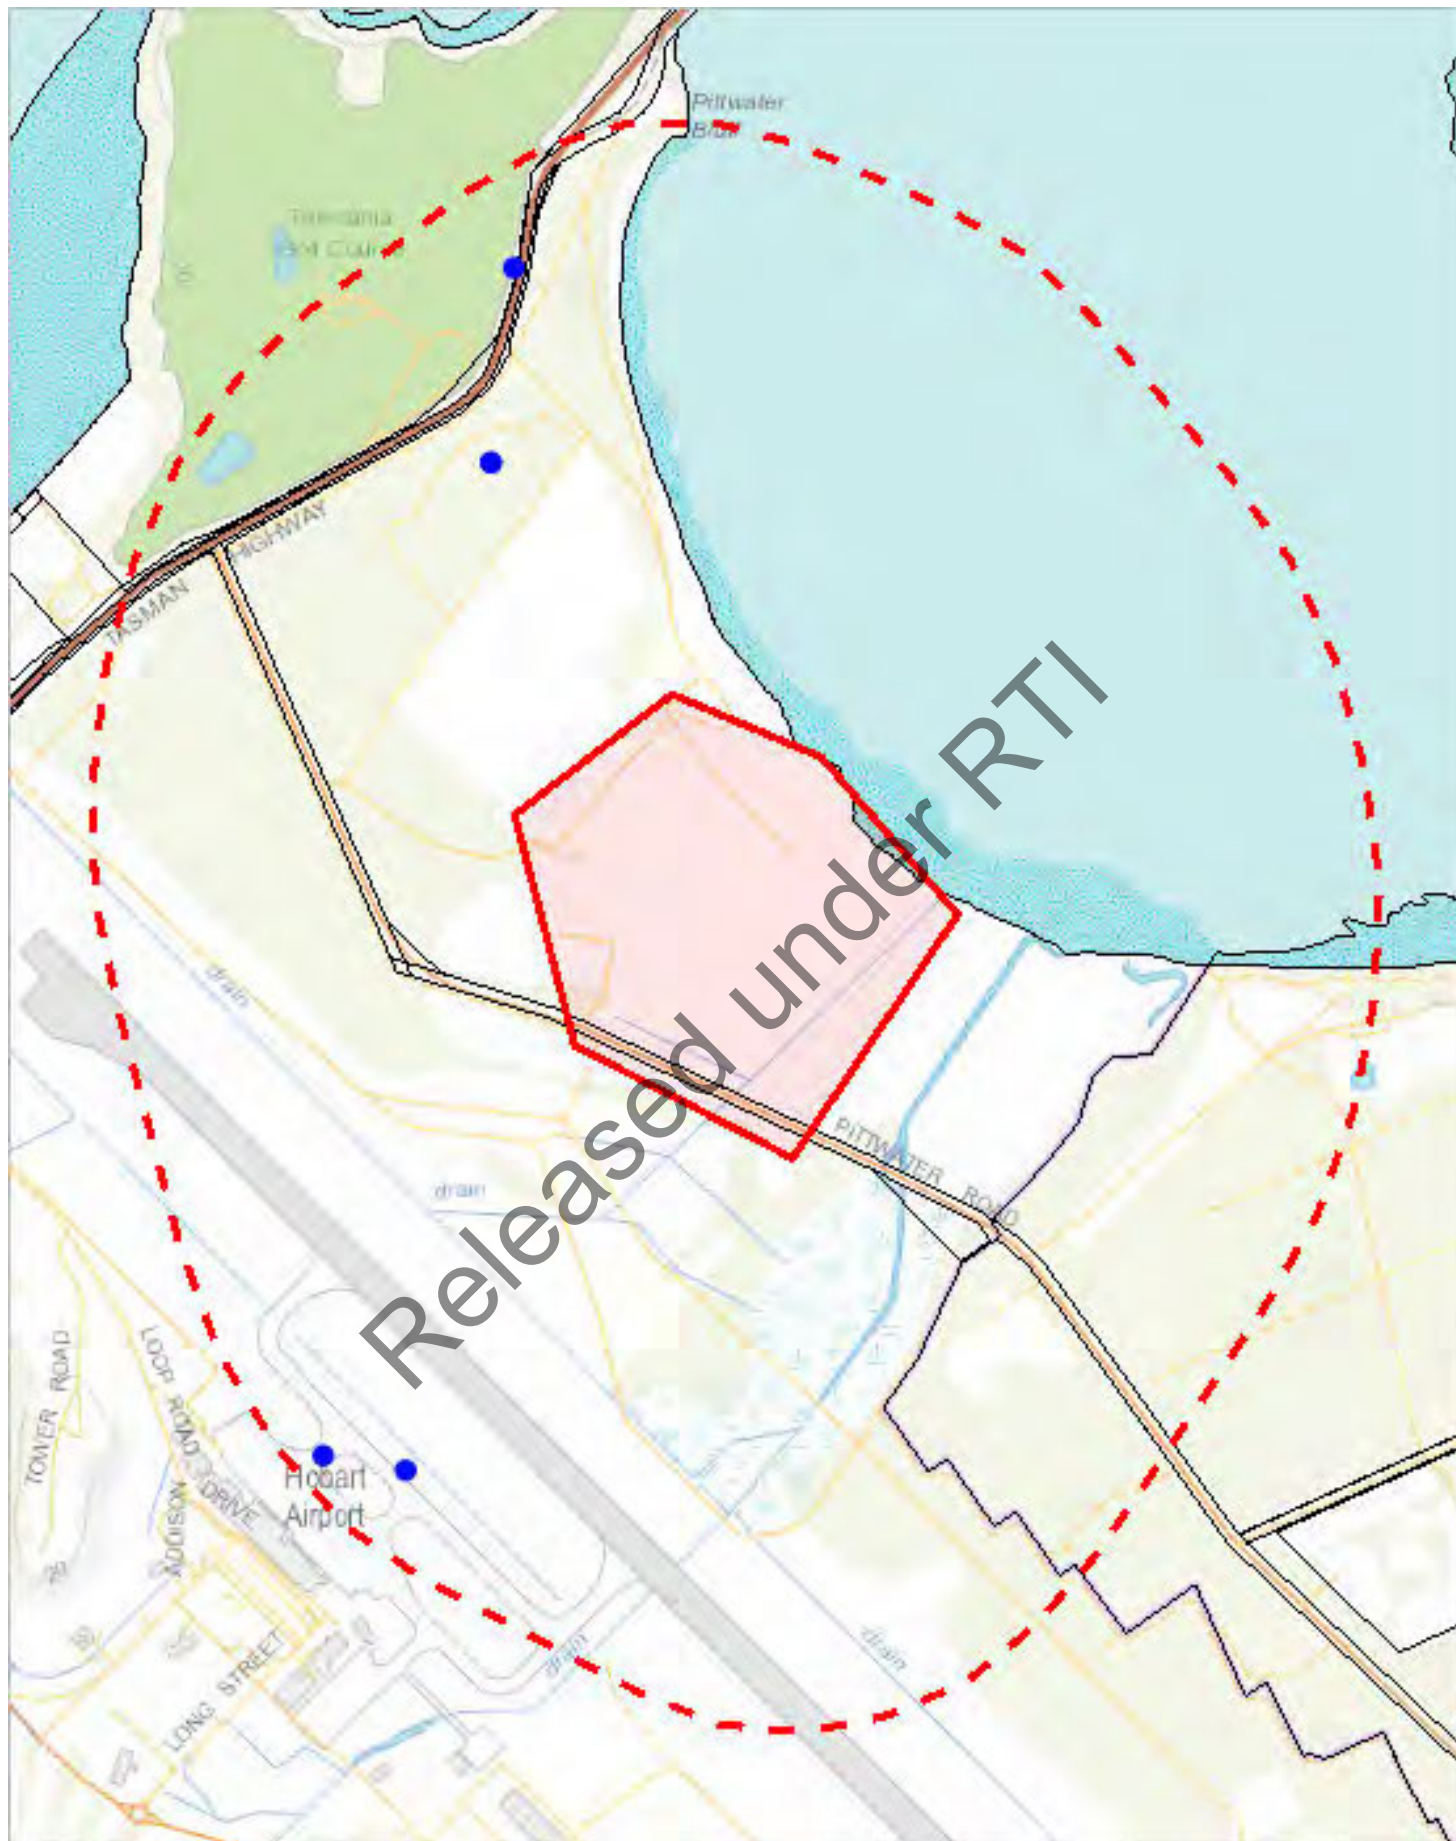 Pittwater
Bluff
Tasmania
Golf Course
HIGHWAY
TASMAN
Released under RTI
drain
PITTWATER ROAD
drain
TOWER ROAD
LOOP ROAD
Hobart
Airport
ADDISON
DRIVE
LONG STREET
drain
drain